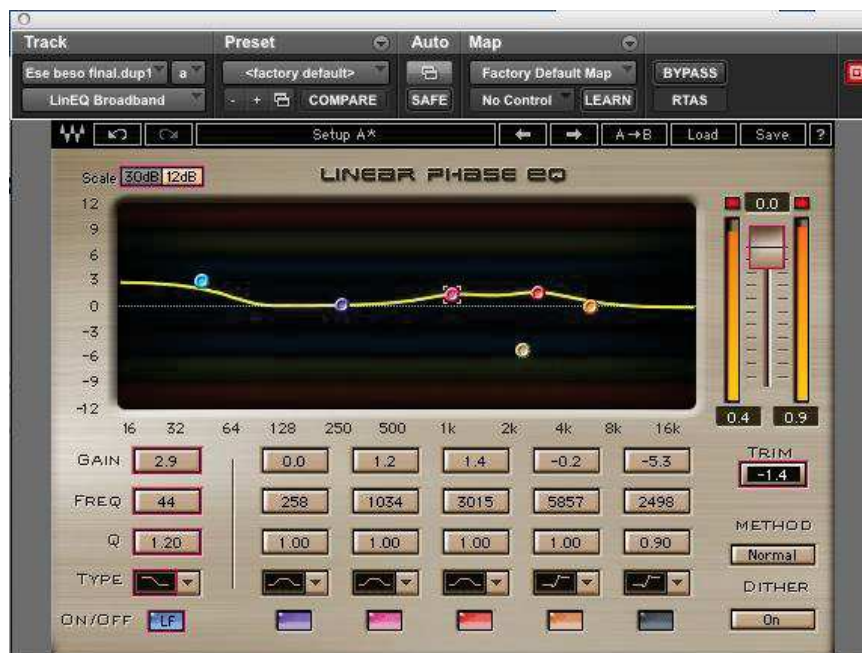 Track Preset Auto Map
Ese beso final.dup1 a <factory default> Factory Default Map BYPASS
LinEQ Broadband - + COMPARE SAFE No Control LEARN RTAS
Setup A* A→B Load Save ?
Scale 30dB 12dB LINEAR PHASE EQ 0.0
12
9
6
3
0
-3
-6
-9
-12
0.4 0.9
16 32 64 128 250 500 1k 2k 4k 8k 16k
GAIN 2.9 0.0 1.2 1.4 -0.2 -5.3
TRIM
-1.4
FREQ 44 258 1034 3015 5857 2498
Q 1.20 1.00 1.00 1.00 1.00 0.90
METHOD
Normal
TYPE
DITHER
ON/OFF LF On